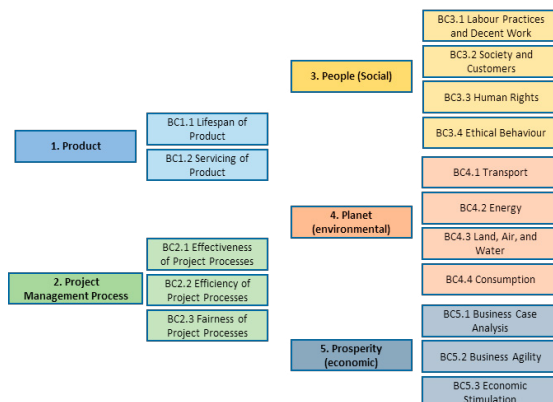 1. Product
BC1.1 Lifespan of
Product
BC1.2 Servicing of
Product
2. Project
Management Process
BC2.1 Effectiveness
of Project Processes
BC2.2 Efficiency of
Project Processes
BC2.3 Fairness of
Project Processes
3. People (Social)
BC3.1 Labour Practices
and Decent Work
BC3.2 Society and
Customers
BC3.3 Human Rights
BC3.4 Ethical Behaviour
4. Planet
(environmental)
BC4.1 Transport
BC4.2 Energy
BC4.3 Land, Air, and
Water
BC4.4 Consumption
5. Prosperity
(economic)
BC5.1 Business Case
Analysis
BC5.2 Business Agility
BC5.3 Economic
Stimulation